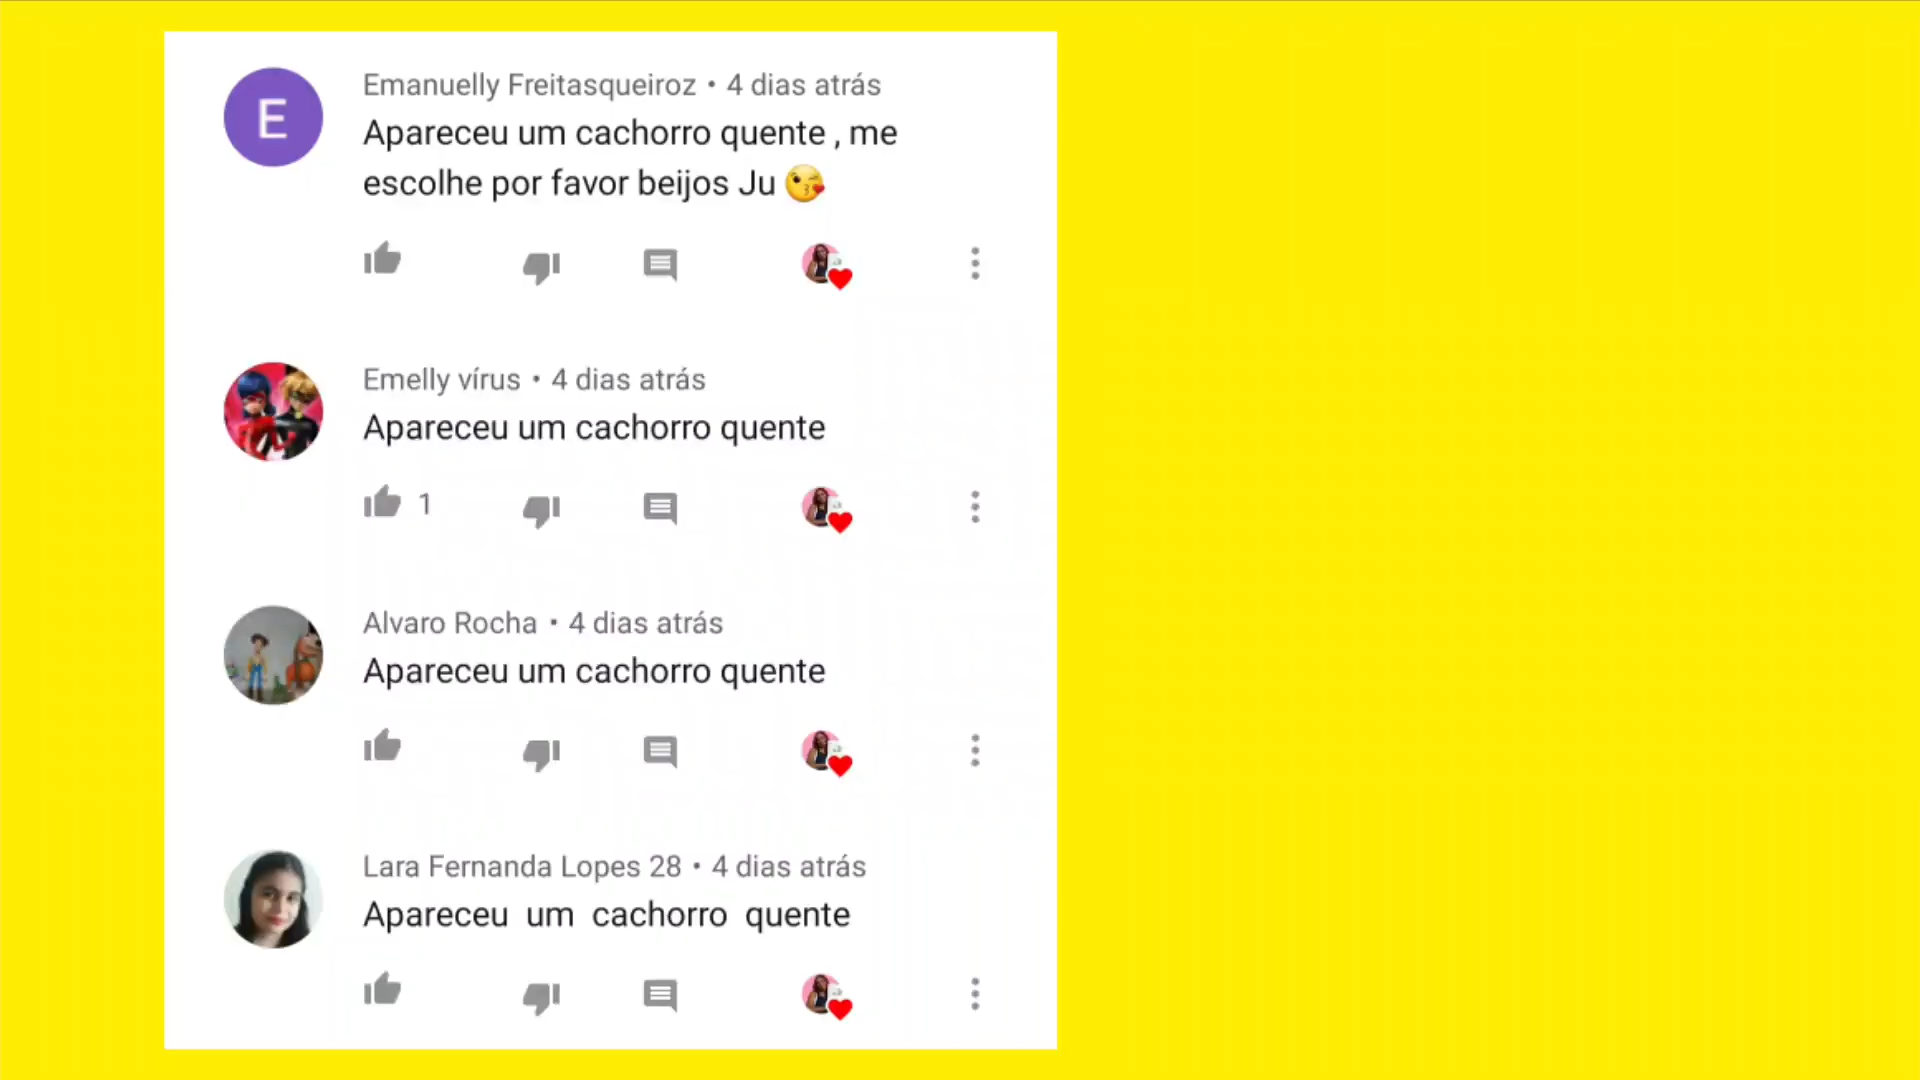 E
Emanuelly Freitasqueiroz • 4 dias atrás
Apareceu um cachorro quente , me
escolhe por favor beijos Ju 😘
Emelly vírus • 4 dias atrás
Apareceu um cachorro quente
1
Alvaro Rocha • 4 dias atrás
Apareceu um cachorro quente
Lara Fernanda Lopes 28 • 4 dias atrás
Apareceu um cachorro quente